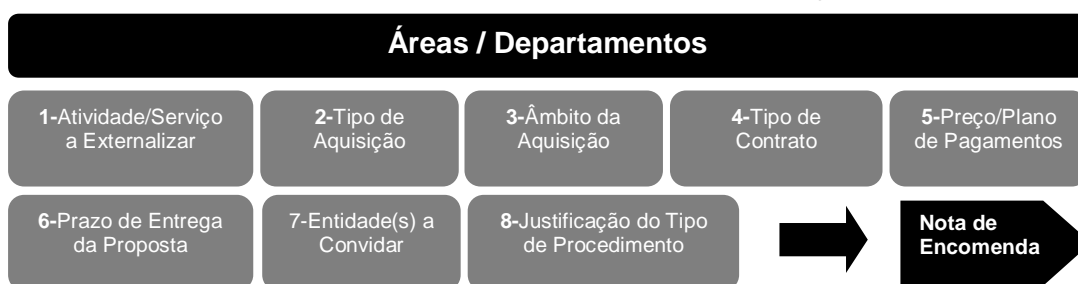 Áreas / Departamentos
1-Atividade/Serviço
a Externalizar
2-Tipo de
Aquisição
3-Âmbito da
Aquisição
4-Tipo de
Contrato
5-Preço/Plano
de Pagamentos
6-Prazo de Entrega
da Proposta
7-Entidade(s) a
Convidar
8-Justificação do Tipo
de Procedimento
Nota de
Encomenda